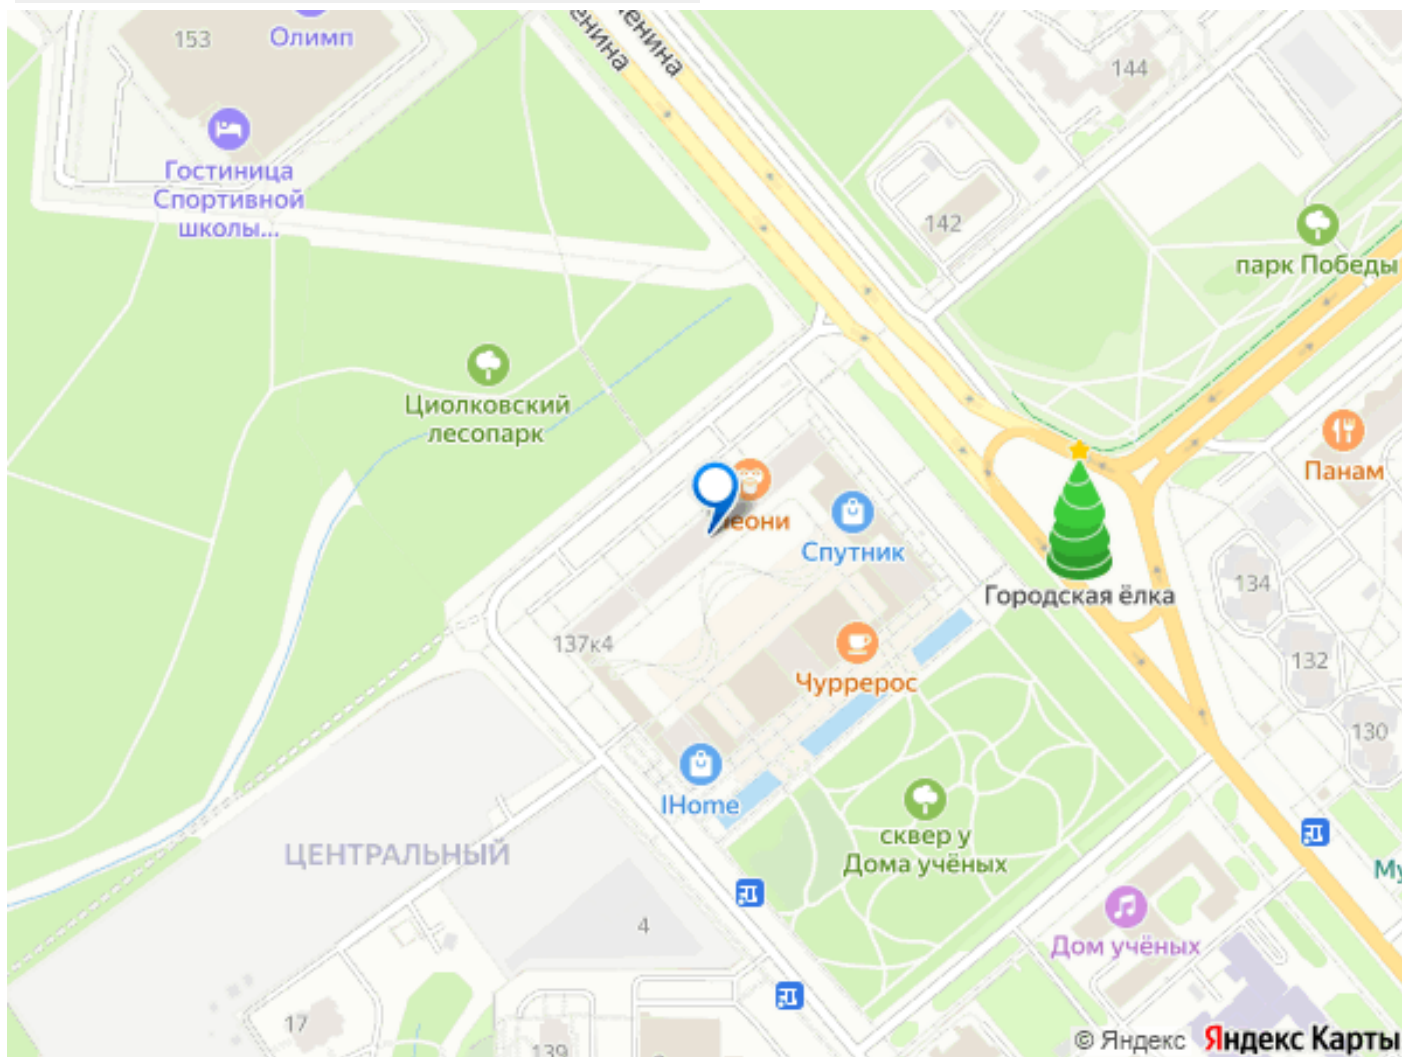 153
Олимп
Ленина
144
Гостиница
Спортивной
школы...
142
парк Победы
Циолковский
лесопарк
Панам
Спутник
Городская ёлка
134
137к4
Чуррерос
132
130
IHome
ЦЕНТРАЛЬНЫЙ
сквер у
Дома учёных
4
Дом учёных
17
139
© Яндекс Яндекс Карты